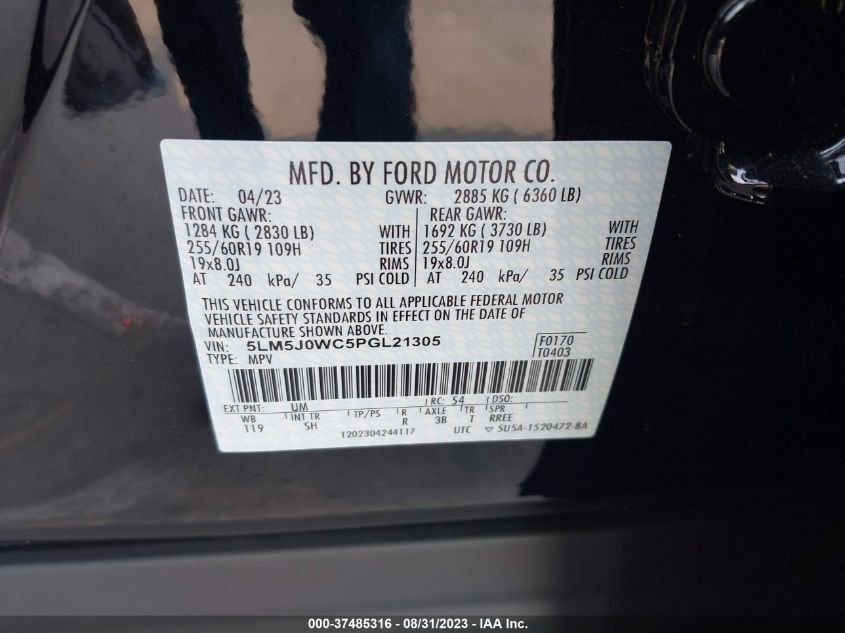 MFD. BY FORD MOTOR CO.
DATE: 04/23 GVWR: 2885 KG ( 6360 LB)
FRONT GAWR: REAR GAWR:
1284 KG ( 2830 LB) WITH 1692 KG ( 3730 LB) WITH
255/60R19 109H TIRES 255/60R19 109H TIRES
19x8.0J RIMS 19x8.0J RIMS
AT 240 kPa/ 35 PSI COLD AT 240 kPa/ 35 PSI COLD
THIS VEHICLE CONFORMS TO ALL APPLICABLE FEDERAL MOTOR
VEHICLE SAFETY STANDARDS IN EFFECT ON THE DATE OF
MANUFACTURE SHOWN ABOVE.
VIN: 5LM5J0WC5PGL21305 F0170
TYPE: MPV T0403
EXT PNT: UM RC: 54 DSO:
WB INT TR TP/PS R AXLE TR SPR
119 SH R 3B T RREE
1202304244117 UTC ▽ 5U5A-1520472-BA
000-37485316 - 08/31/2023 - IAA Inc.